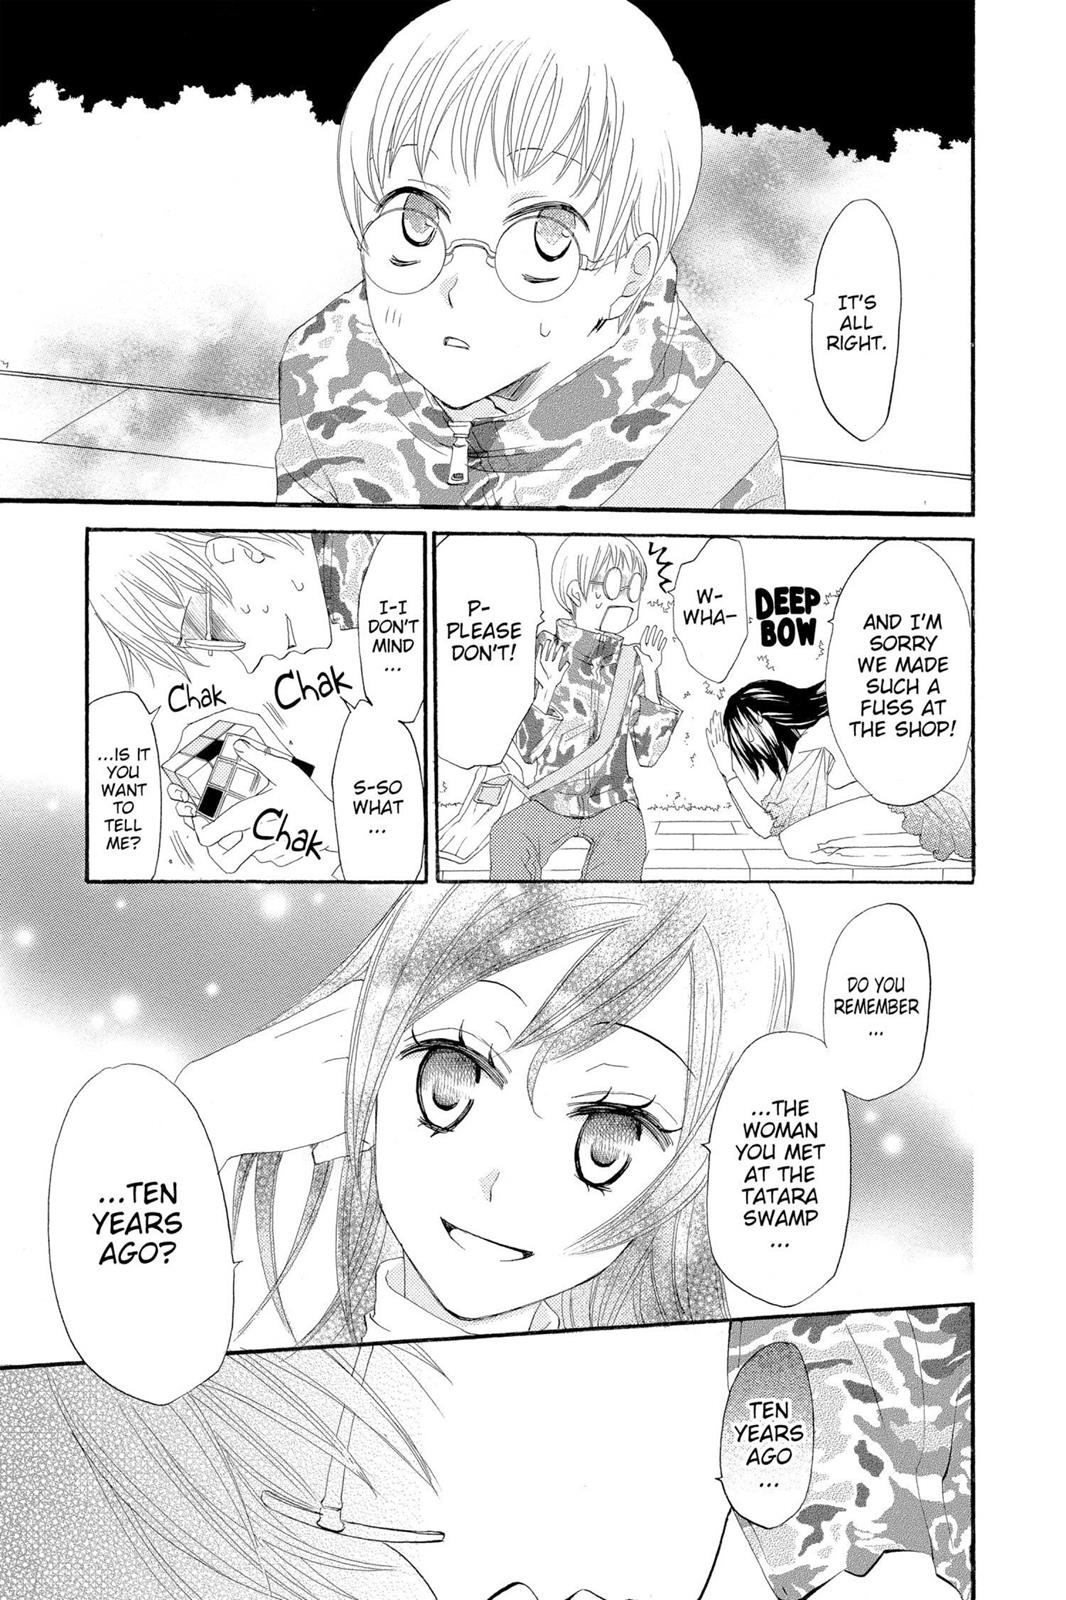 IT'S
ALL
RIGHT.
AND I'M
SORRY
WE MADE
SUCH A
FUSS AT
THE SHOP!
DEEP
BOW
W-
WHA-
P-
PLEASE
DON'T!
I-I
DON'T
MIND
...
S-SO
WHAT
...
Chak
Chak
Chak
...IS IT
YOU
WANT
TO
TELL
ME?
DO YOU
REMEMBER
...
...THE
WOMAN
YOU MET
AT THE
TATARA
SWAMP
...
...TEN
YEARS
AGO?
TEN
YEARS
AGO
...